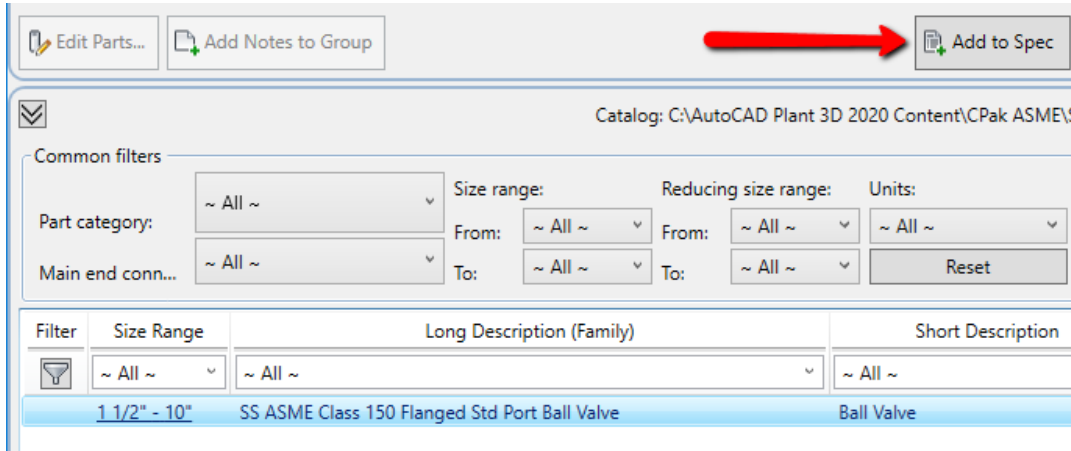 Edit Parts... Add Notes to Group Add to Spec
Catalog: C:\AutoCAD Plant 3D 2020 Content\CPak ASME\
Common filters
Part category: ~ All ~ Size range: Reducing size range: Units:
From: ~ All ~ From: ~ All ~ ~ All ~
Main end conn... ~ All ~ To: ~ All ~ To: ~ All ~ Reset
Filter Size Range Long Description (Family) Short Description
~ All ~ ~ All ~ ~ All ~
1 1/2" - 10" SS ASME Class 150 Flanged Std Port Ball Valve Ball Valve